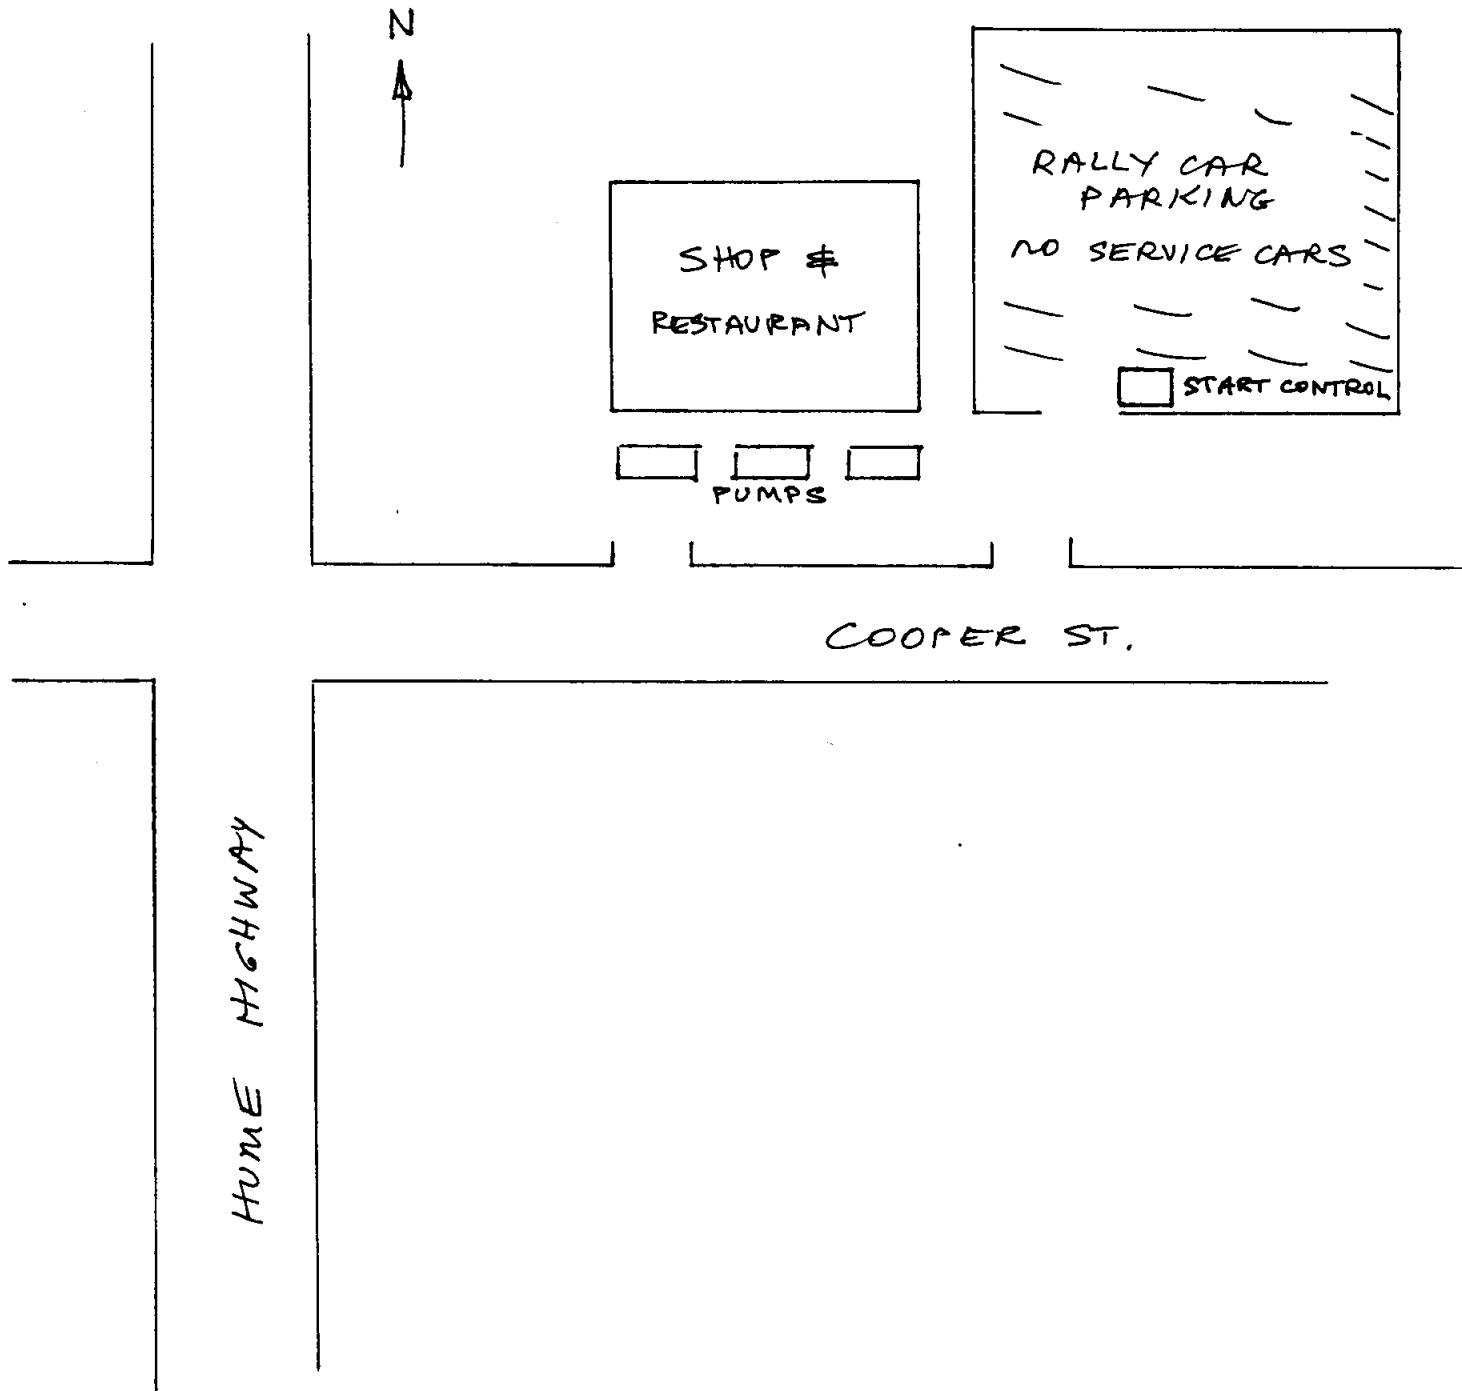 N
RALLY CAR
PARKING
NO SERVICE CARS
SHOP &
RESTAURANT
START CONTROL
PUMPS
COOPER ST.
HUME HIGHWAY